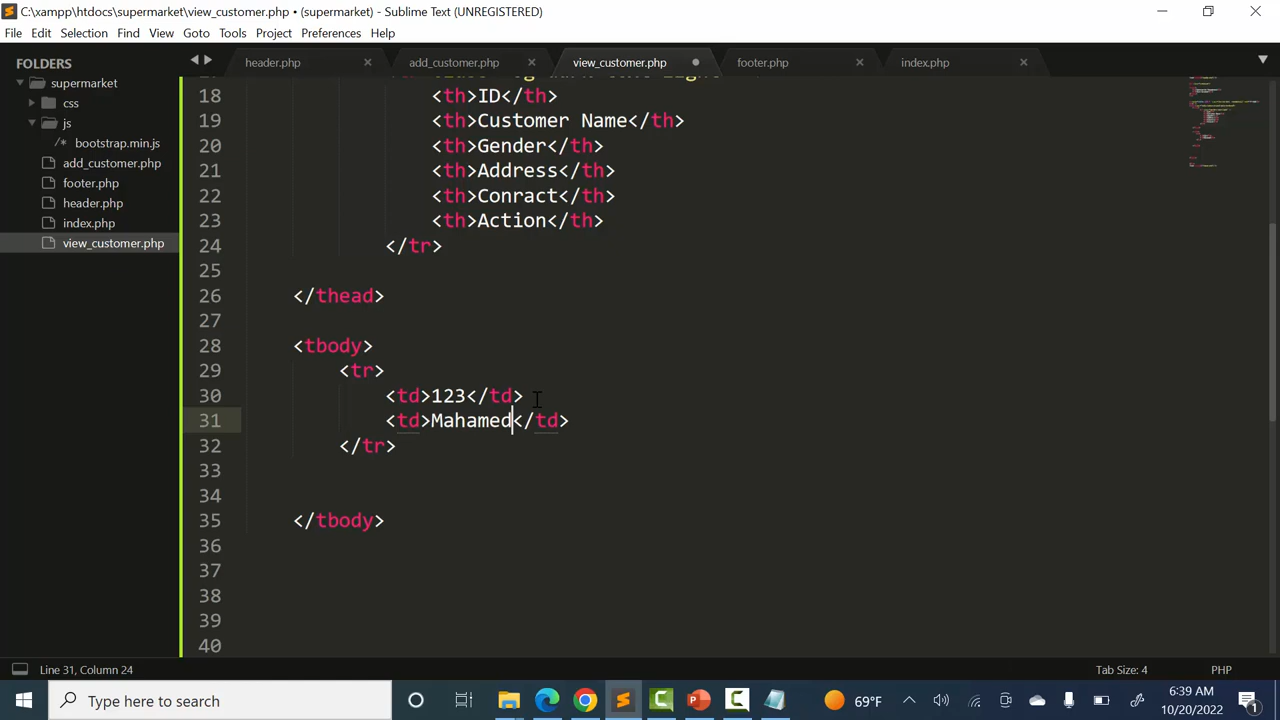 C:\xampp\htdocs\supermarket\view_customer.php • (supermarket) - Sublime Text (UNREGISTERED)
File Edit Selection Find View Goto Tools Project Preferences Help
FOLDERS
supermarket
css
js
/* bootstrap.min.js
add_customer.php
footer.php
header.php
index.php
view_customer.php
header.php add_customer.php view_customer.php footer.php index.php
18 <th>ID</th>
19 <th>Customer Name</th>
20 <th>Gender</th>
21 <th>Address</th>
22 <th>Conract</th>
23 <th>Action</th>
24 </tr>
25
26 </thead>
27
28 <tbody>
29 <tr>
30 <td>123</td>
31 <td>Mahamed</td>
32 </tr>
33
34
35 </tbody>
36
37
38
39
40
Line 31, Column 24 Tab Size: 4 PHP
Type here to search 69°F 6:39 AM
10/20/2022 1